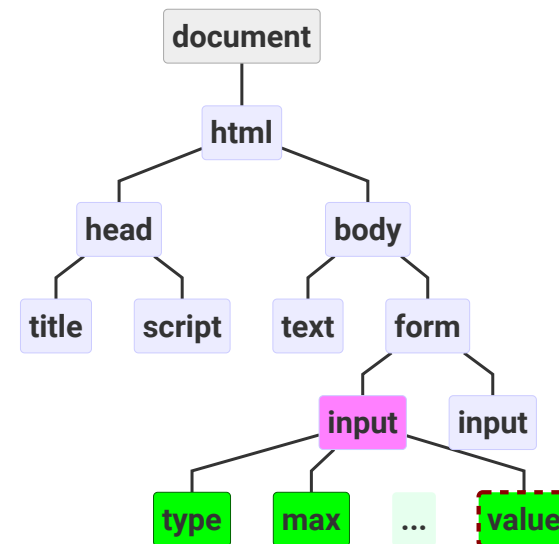 document
html
head body
title script text form
input input
type max ... value